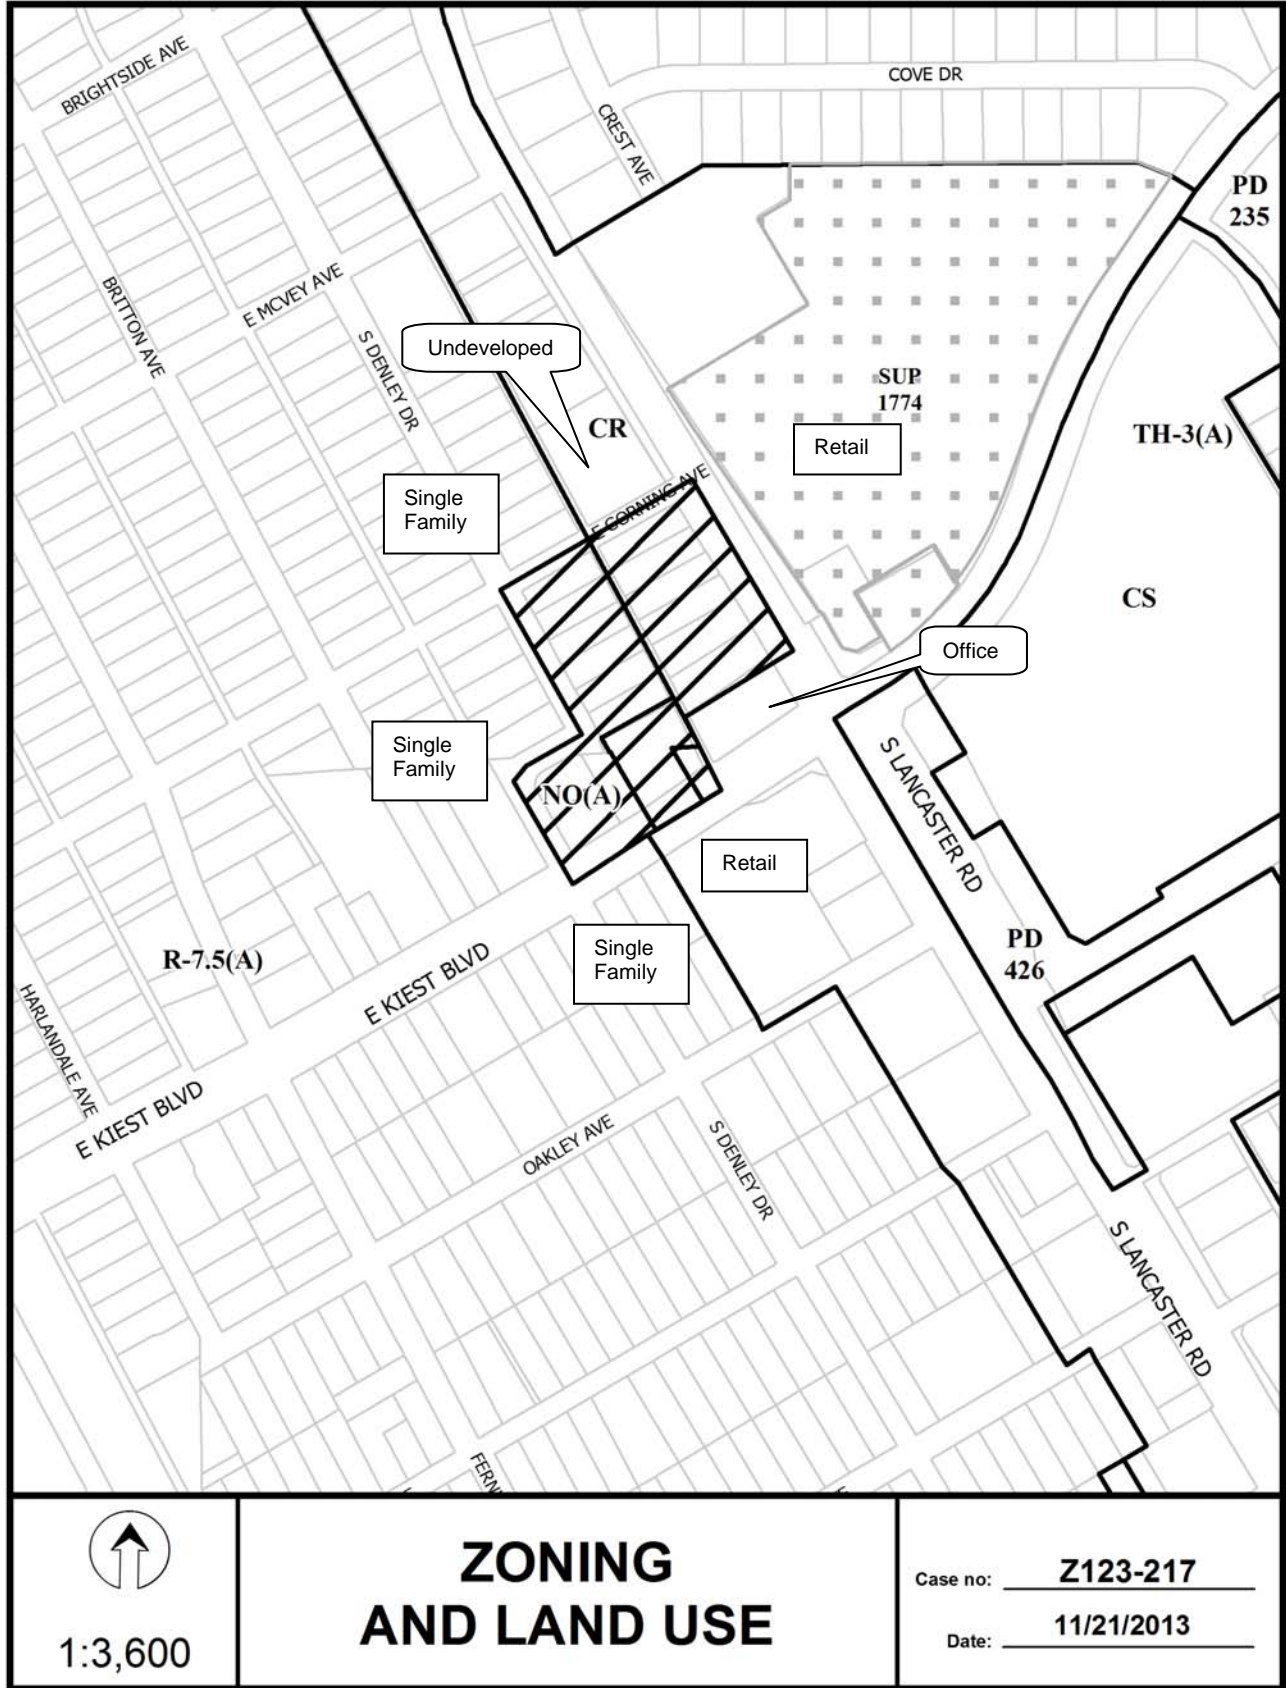 BRIGHTSIDE AVE
COVE DR
CREST AVE
PD
235
BRITTON AVE
E MCVEY AVE
S DENLEY DR
Undeveloped
SUP
1774
CR
TH-3(A)
Retail
Single
Family
E CORNING AVE
CS
Office
Single
Family
NO(A)
S LANCASTER RD
Retail
Single
Family
PD
426
R-7.5(A)
E KIEST BLVD
HARLANDALE AVE
E KIEST BLVD
OAKLEY AVE
S DENLEY DR
S LANCASTER RD
FERN
1:3,600
ZONING
AND LAND USE
Case no: Z123-217
Date: 11/21/2013